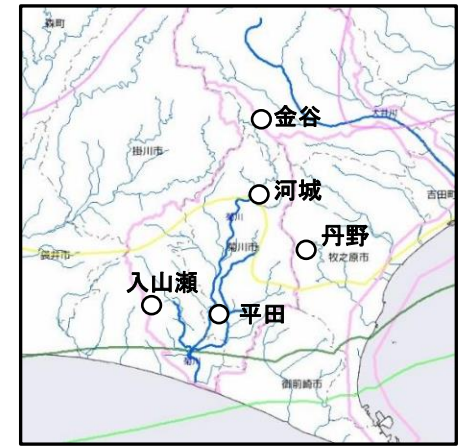 森町
大井川
金谷
掛川市
河城
吉田町
菊川
丹野
菊川市
袋井市
牧之原市
入山瀬
平田
菊川
御前崎市